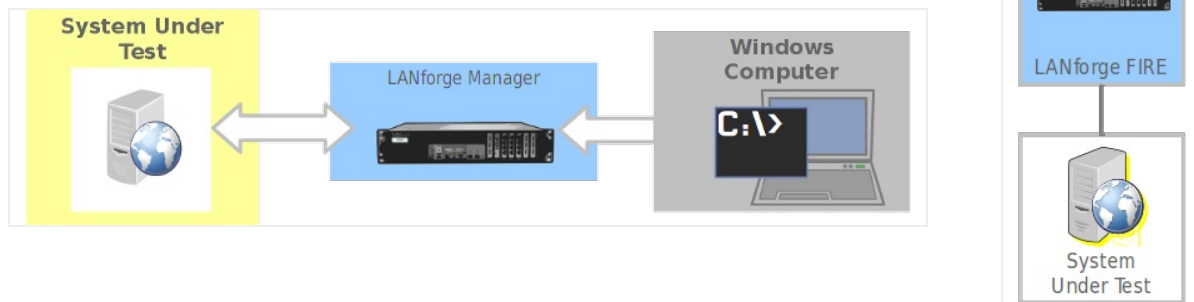 System Under
Test
LANforge Manager
Windows
Computer
C:\>
LANforge FIRE
System
Under Test